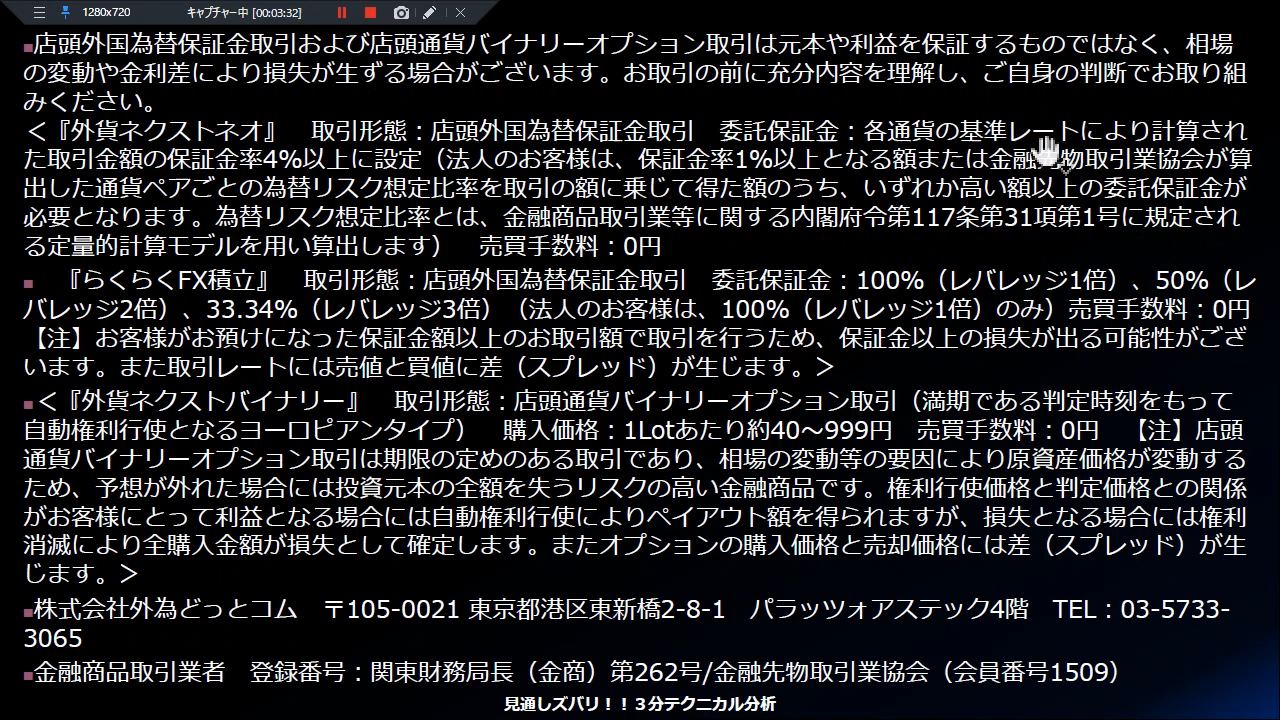 1280x720 キャプチャー中 [00:03:32]
■店頭外国為替保証金取引および店頭通貨バイナリーオプション取引は元本や利益を保証するものではなく、相場
の変動や金利差により損失が生ずる場合がございます。お取引の前に充分内容を理解し、ご自身の判断でお取り組
みください。
＜『外貨ネクストネオ』　取引形態：店頭外国為替保証金取引　委託保証金：各通貨の基準レートにより計算され
た取引金額の保証金率4%以上に設定（法人のお客様は、保証金率1%以上となる額または金融先物取引業協会が算
出した通貨ペアごとの為替リスク想定比率を取引の額に乗じて得た額のうち、いずれか高い額以上の委託保証金が
必要となります。為替リスク想定比率とは、金融商品取引業等に関する内閣府令第117条第31項第1号に規定され
る定量的計算モデルを用い算出します）　売買手数料：0円
■　『らくらくFX積立』　取引形態：店頭外国為替保証金取引　委託保証金：100%（レバレッジ1倍）、50%（レ
バレッジ2倍）、33.34%（レバレッジ3倍）（法人のお客様は、100%（レバレッジ1倍）のみ）売買手数料：0円
【注】お客様がお預けになった保証金額以上のお取引額で取引を行うため、保証金以上の損失が出る可能性がござ
います。また取引レートには売値と買値に差（スプレッド）が生じます。＞
■＜『外貨ネクストバイナリー』　取引形態：店頭通貨バイナリーオプション取引（満期である判定時刻をもって
自動権利行使となるヨーロピアンタイプ）　購入価格：1Lotあたり約40～999円　売買手数料：0円　【注】店頭
通貨バイナリーオプション取引は期限の定めのある取引であり、相場の変動等の要因により原資産価格が変動する
ため、予想が外れた場合には投資元本の全額を失うリスクの高い金融商品です。権利行使価格と判定価格との関係
がお客様にとって利益となる場合には自動権利行使によりペイアウト額を得られますが、損失となる場合には権利
消滅により全購入金額が損失として確定します。またオプションの購入価格と売却価格には差（スプレッド）が生
じます。＞
■株式会社外為どっとコム　〒105-0021 東京都港区東新橋2-8-1　パラッツォアステック4階　TEL：03-5733-
3065
■金融商品取引業者　登録番号：関東財務局長（金商）第262号/金融先物取引業協会（会員番号1509）
見通しズバリ！！３分テクニカル分析